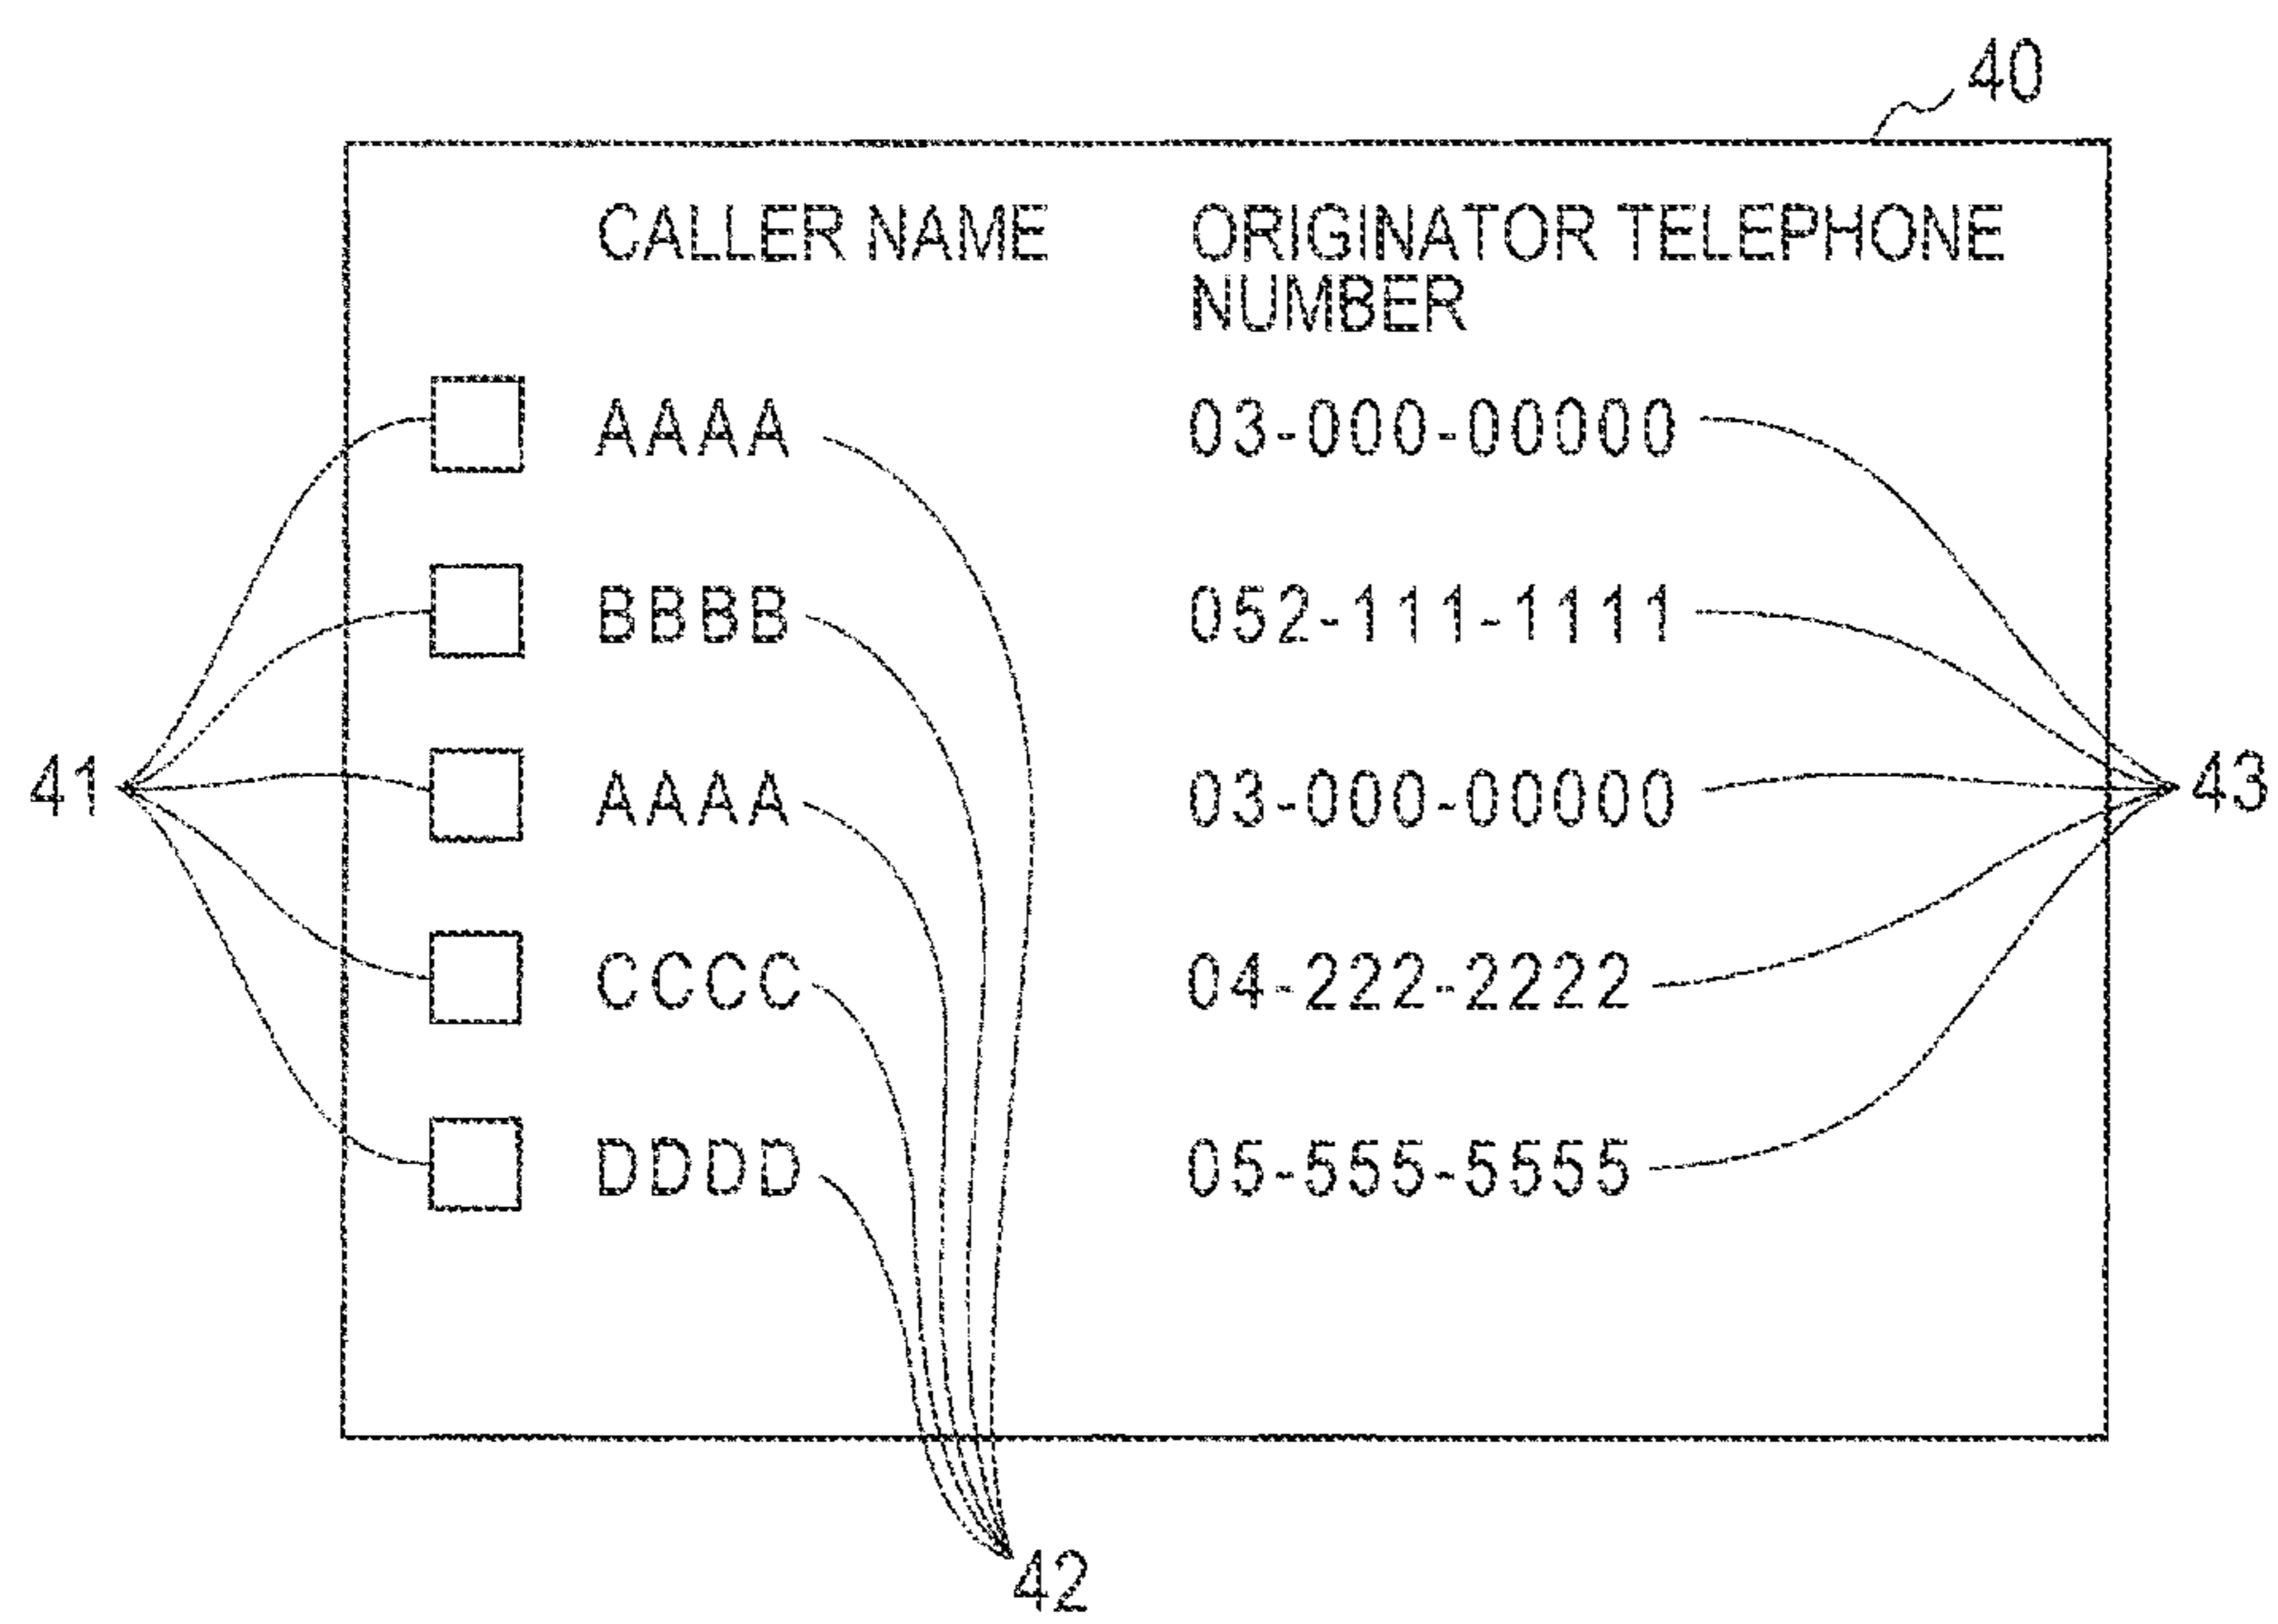 40
CALLER NAME ORIGINATOR TELEPHONE
NUMBER
AAAA 03-000-00000
BBBB 052-111-1111
41 AAAA 03-000-00000 43
CCCC 04-222-2222
DDDD 05-555-5555
42